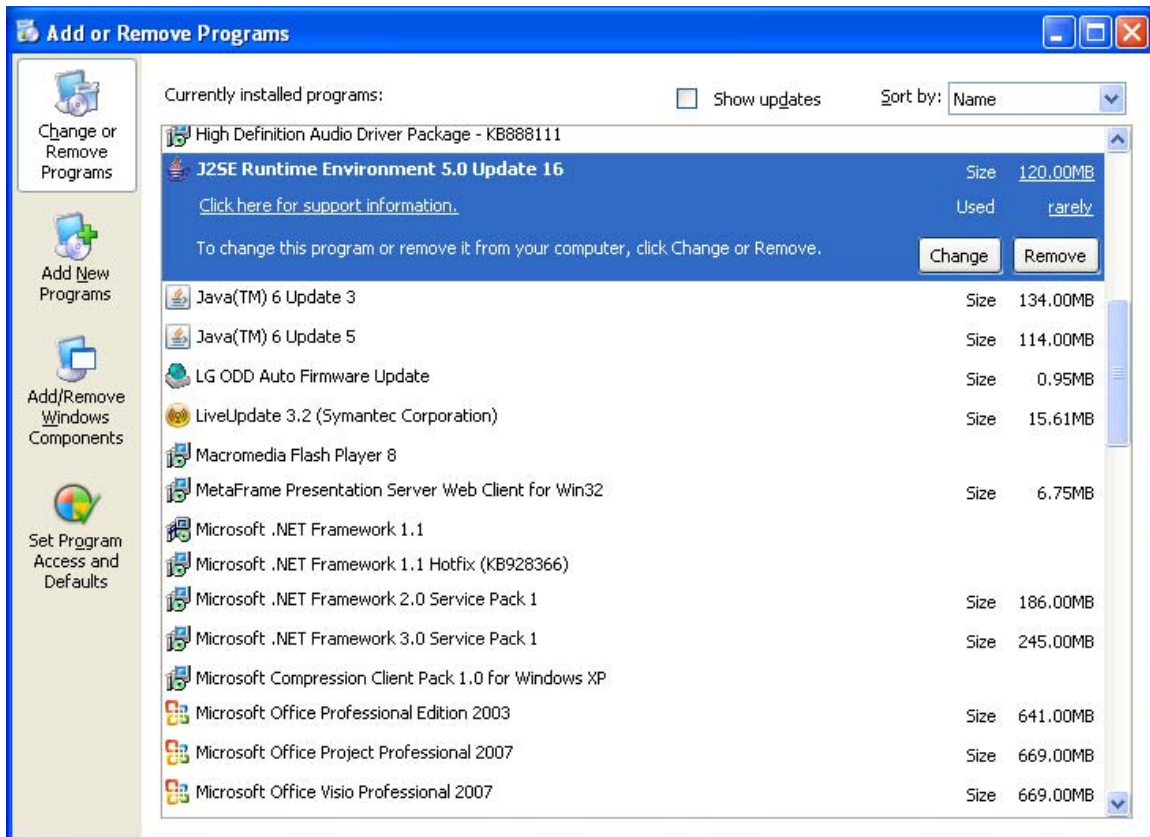 Add or Remove Programs
Change or
Remove
Programs
Add New
Programs
Add/Remove
Windows
Components
Set Program
Access and
Defaults
Currently installed programs:
Show updates
Sort by: Name
High Definition Audio Driver Package - KB888111
J2SE Runtime Environment 5.0 Update 16 Size 120.00MB
Click here for support information. Used rarely
To change this program or remove it from your computer, click Change or Remove. Change Remove
Java(TM) 6 Update 3 Size 134.00MB
Java(TM) 6 Update 5 Size 114.00MB
LG ODD Auto Firmware Update Size 0.95MB
LiveUpdate 3.2 (Symantec Corporation) Size 15.61MB
Macromedia Flash Player 8
MetaFrame Presentation Server Web Client for Win32 Size 6.75MB
Microsoft .NET Framework 1.1
Microsoft .NET Framework 1.1 Hotfix (KB928366)
Microsoft .NET Framework 2.0 Service Pack 1 Size 186.00MB
Microsoft .NET Framework 3.0 Service Pack 1 Size 245.00MB
Microsoft Compression Client Pack 1.0 for Windows XP
Microsoft Office Professional Edition 2003 Size 641.00MB
Microsoft Office Project Professional 2007 Size 669.00MB
Microsoft Office Visio Professional 2007 Size 669.00MB